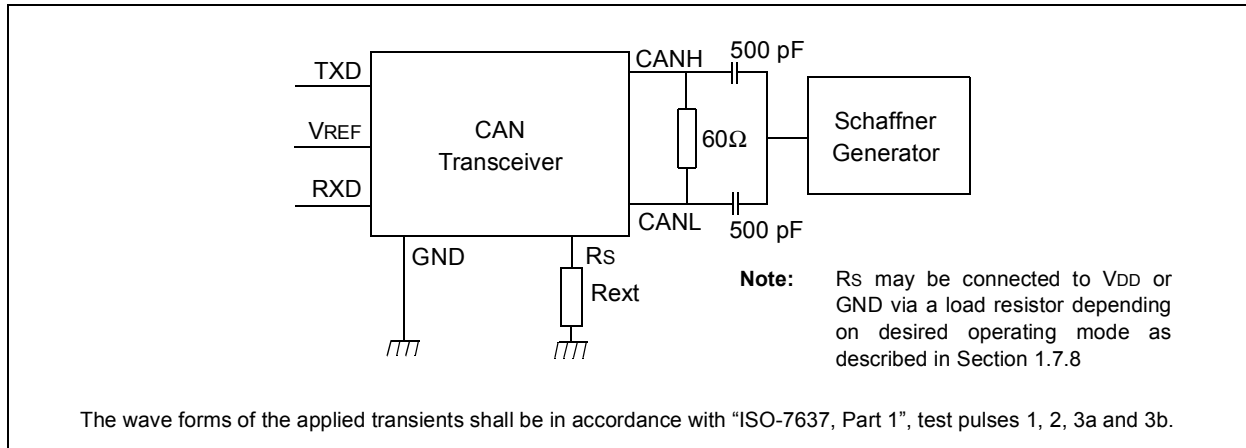 500 pF
CANH
TXD
VREF
RXD
CAN
Transceiver
60Ω
Schaffner
Generator
CANL
500 pF
GND
RS
Rext
Note: RS may be connected to VDD or
GND via a load resistor depending
on desired operating mode as
described in Section 1.7.8
The wave forms of the applied transients shall be in accordance with “ISO-7637, Part 1”, test pulses 1, 2, 3a and 3b.